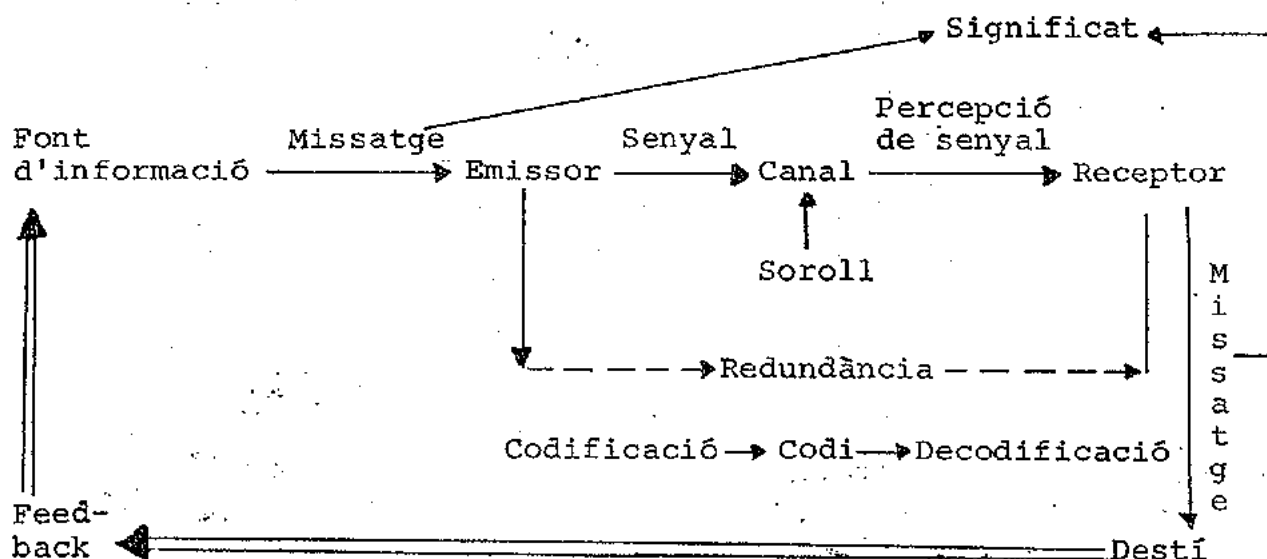 Significat
Percepció
Font Missatge Senyal de senyal
d'informació Emissor Canal Receptor
Soroll
Missatge
Redundància
Codificació Codi Decodificació
Feed-
back Destí